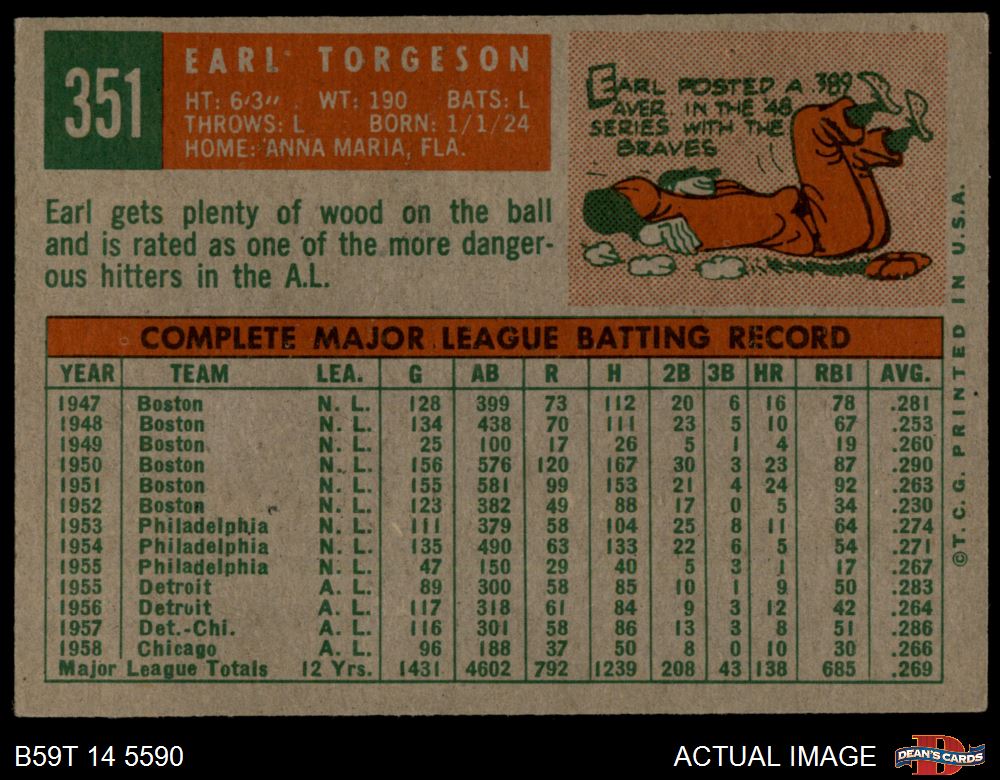 351
EARL TORGESON
HT: 6'3" . WT: 190 BATS: L
THROWS: L BORN: 1/1/24
HOME: ANNA MARIA, FLA.
EARL POSTED A 389
AVER. IN THE '48
SERIES WITH THE
BRAVES
Earl gets plenty of wood on the ball
and is rated as one of the more danger-
ous hitters in the A.L.
COMPLETE MAJOR LEAGUE BATTING RECORD
YEAR TEAM LEA. G AB R H 2B 3B HR RBI AVG.
1947 Boston N. L. 128 399 73 112 20 6 16 78 .281
1948 Boston N. L. 134 438 70 111 23 5 10 67 .253
1949 Boston N. L. 25 100 17 26 5 1 4 19 .260
1950 Boston N. L. 156 576 120 167 30 3 23 87 .290
1951 Boston N. L. 155 581 99 153 21 4 24 92 .263
1952 Boston N. L. 123 382 49 88 17 0 5 34 .230
1953 Philadelphia N. L. 111 379 58 104 25 8 11 64 .274
1954 Philadelphia N. L. 135 490 63 133 22 6 5 54 .271
1955 Philadelphia N. L. 47 150 29 40 5 3 1 17 .267
1955 Detroit A. L. 89 300 58 85 10 1 9 50 .283
1956 Detroit A. L. 117 318 61 84 9 3 12 42 .264
1957 Det.-Chi. A. L. 116 301 58 86 13 3 8 51 .286
1958 Chicago A. L. 96 188 37 50 8 0 10 30 .266
Major League Totals 12 Yrs. 1431 4602 792 1239 208 43 138 685 .269
© T. C. G. PRINTED IN U.S.A.
B59T 14 5590
ACTUAL IMAGE
DEAN'S CARDS